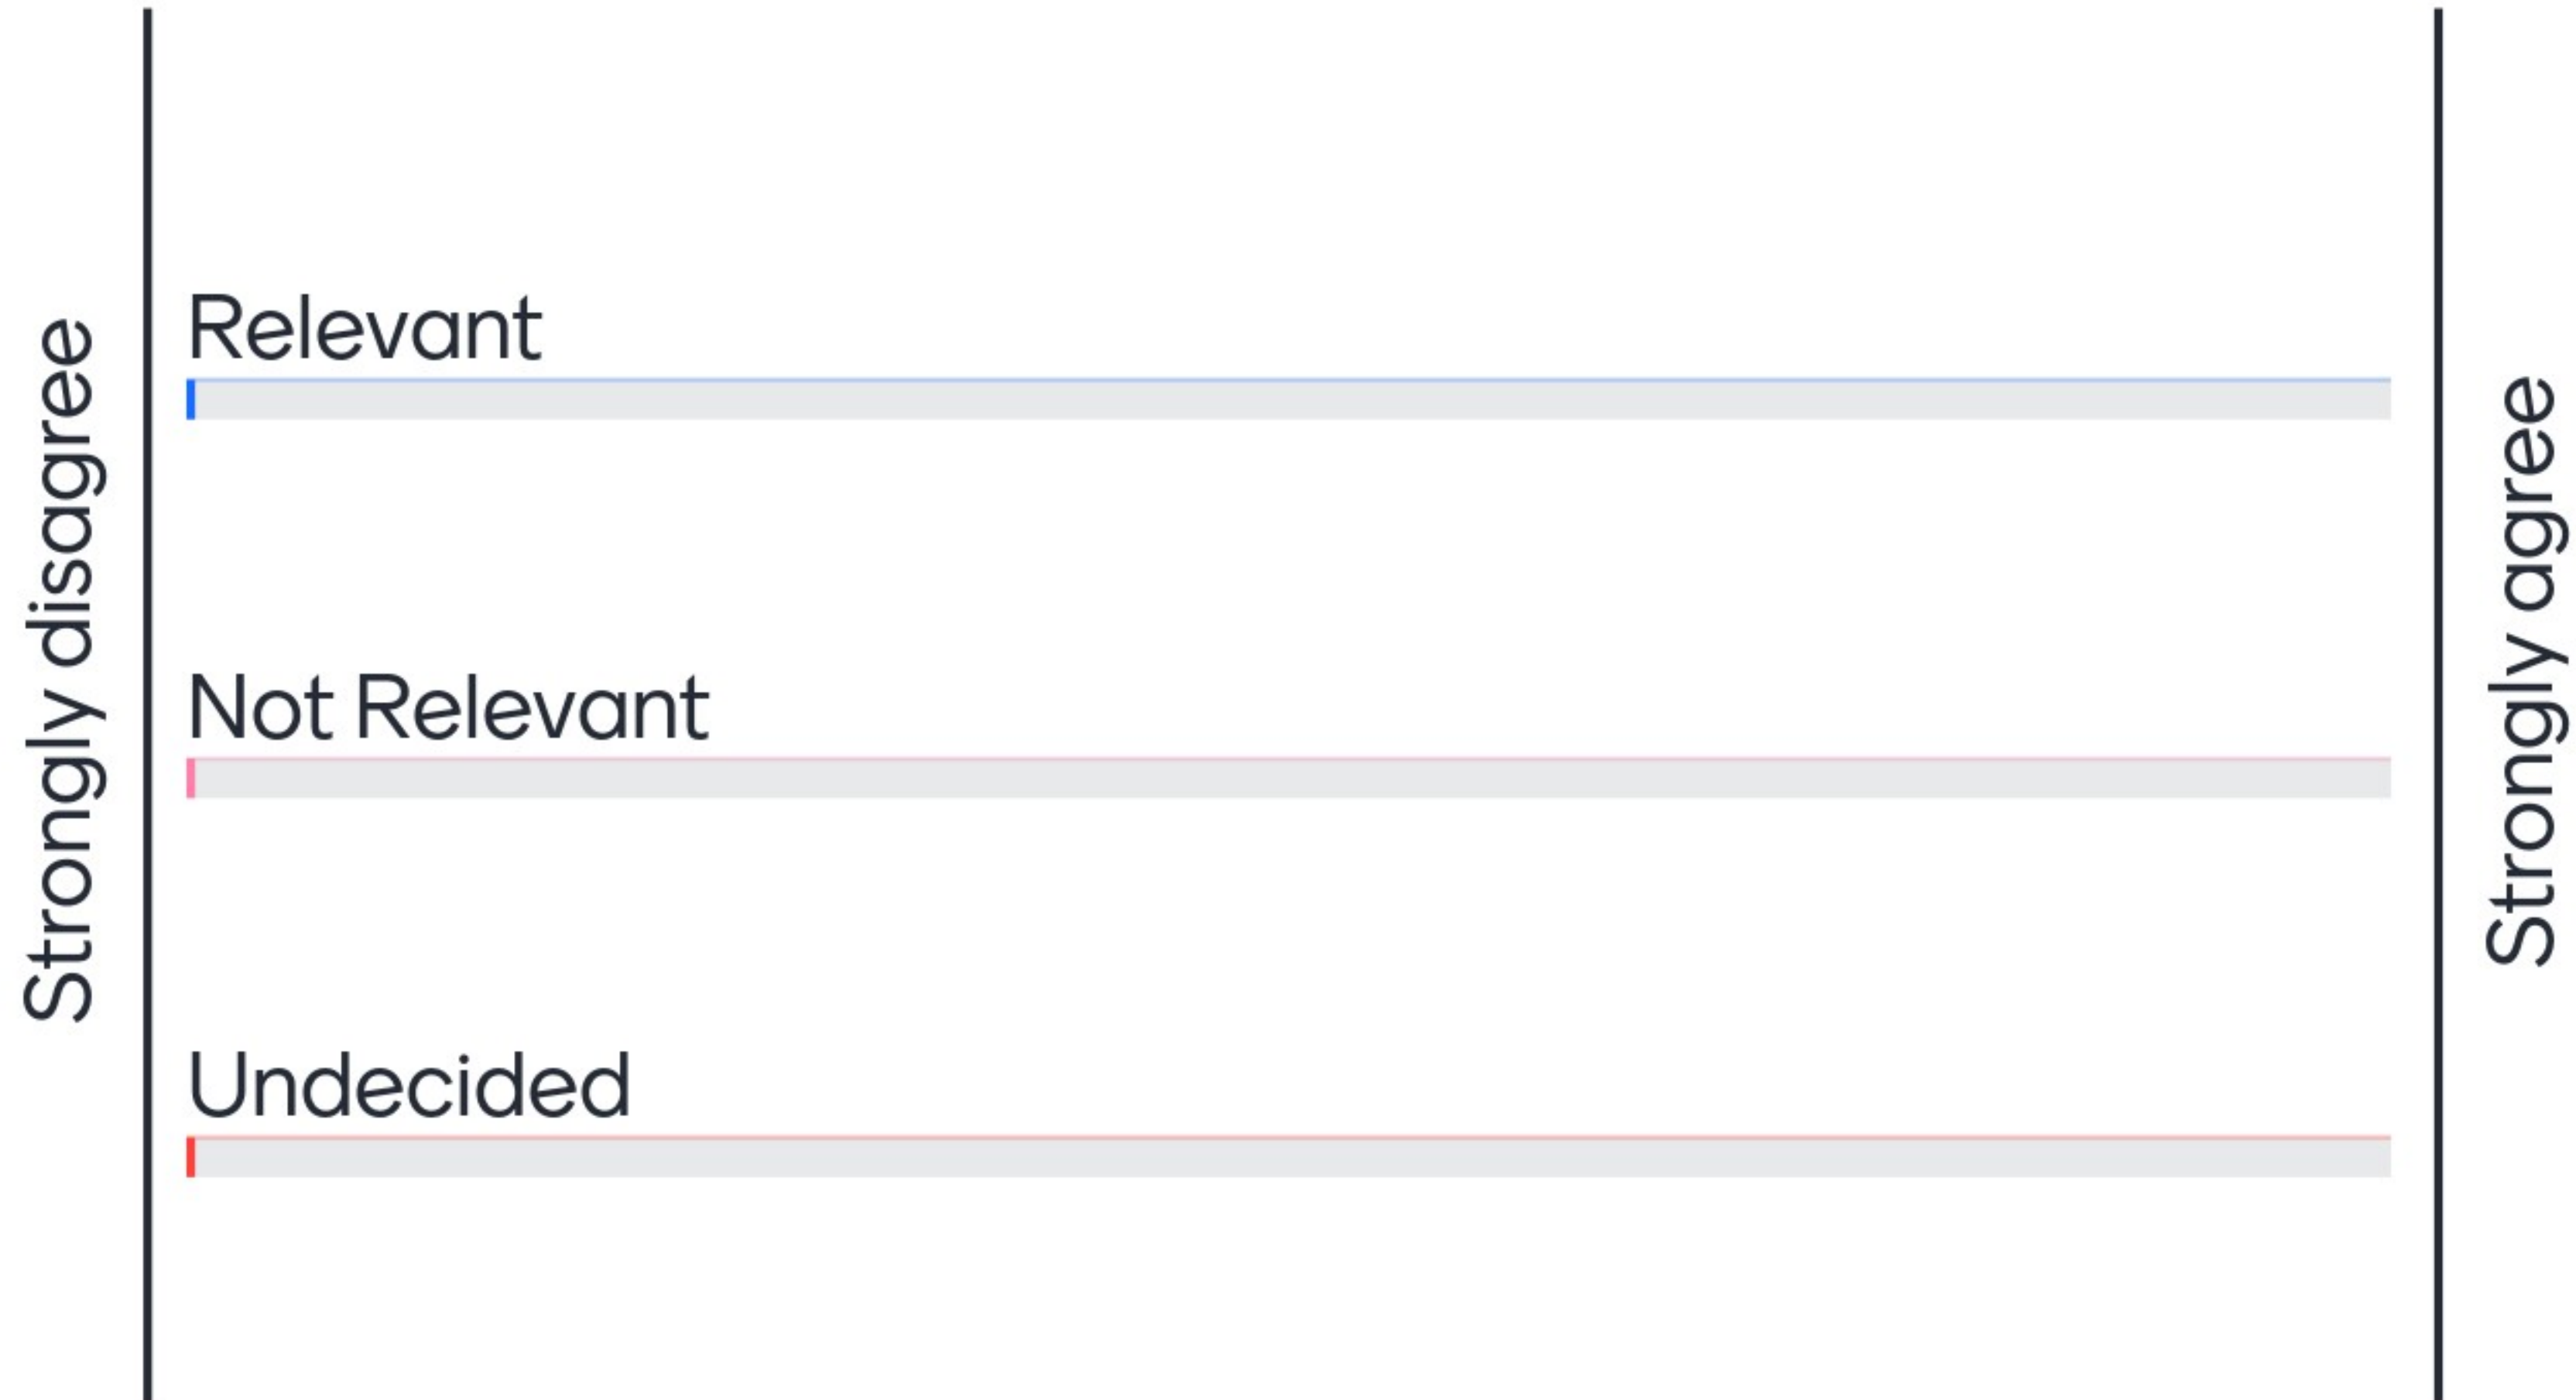 Strongly disagree
Relevant
Not Relevant
Undecided
Strongly agree